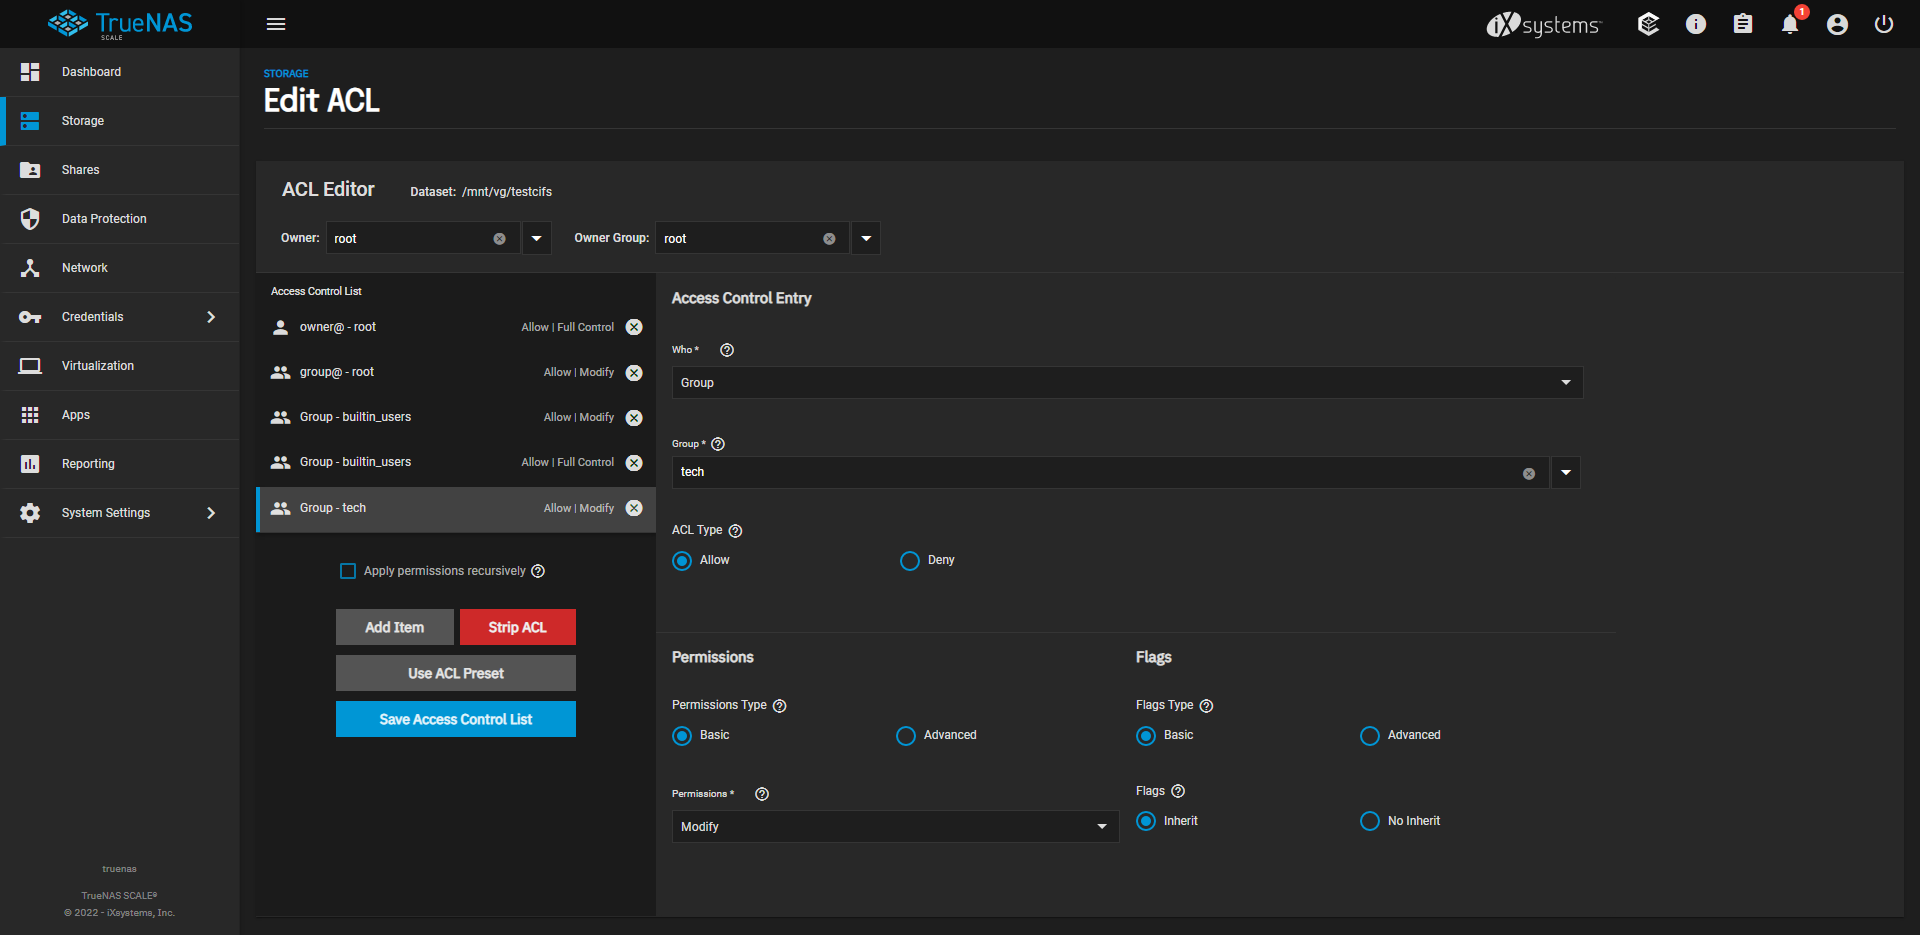 TrueNAS
SCALE
iXsystems™
1
Dashboard
Storage
Shares
Data Protection
Network
Credentials
Virtualization
Apps
Reporting
System Settings
truenas
TrueNAS SCALE®
© 2022 - iXsystems, Inc.
STORAGE
Edit ACL
ACL Editor
Dataset: /mnt/vg/testcifs
Owner: root
Owner Group: root
Access Control List
owner@ - root Allow | Full Control
group@ - root Allow | Modify
Group - builtin_users Allow | Modify
Group - builtin_users Allow | Full Control
Group - tech Allow | Modify
Apply permissions recursively
Add Item
Strip ACL
Use ACL Preset
Save Access Control List
Access Control Entry
Who *
Group
Group *
tech
ACL Type
Allow
Deny
Permissions
Permissions Type
Basic
Advanced
Permissions *
Modify
Flags
Flags Type
Basic
Advanced
Flags
Inherit
No Inherit